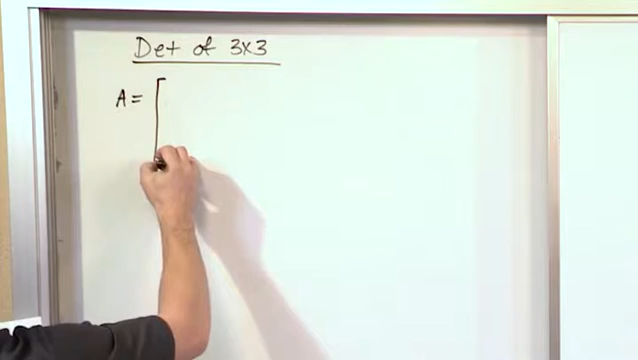 Det of 3x3
A = [